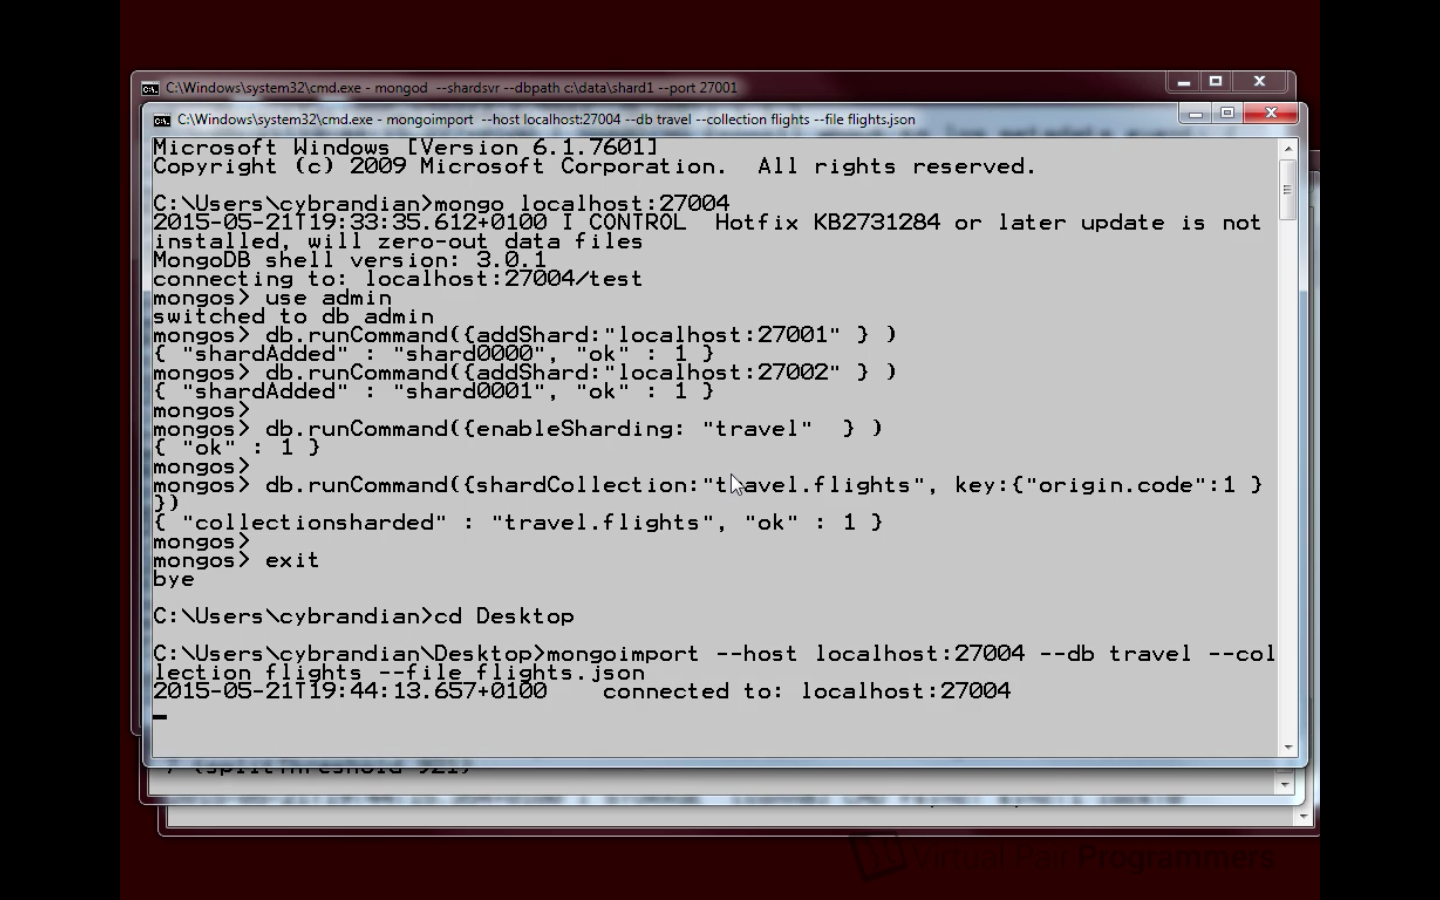 C:\Windows\system32\cmd.exe - mongod --shardsvr --dbpath c:\data\shard1 --port 27001
C:\Windows\system32\cmd.exe - mongoimport --host localhost:27004 --db travel --collection flights --file flights.json
Microsoft Windows [Version 6.1.7601]
Copyright (c) 2009 Microsoft Corporation.  All rights reserved.
C:\Users\cybrandian>mongo localhost:27004
2015-05-21T19:33:35.612+0100 I CONTROL  Hotfix KB2731284 or later update is not
installed, will zero-out data files
MongoDB shell version: 3.0.1
connecting to: localhost:27004/test
mongos> use admin
switched to db admin
mongos> db.runCommand({addShard:"localhost:27001" } )
{ "shardAdded" : "shard0000", "ok" : 1 }
mongos> db.runCommand({addShard:"localhost:27002" } )
{ "shardAdded" : "shard0001", "ok" : 1 }
mongos>
mongos> db.runCommand({enableSharding: "travel"  } )
{ "ok" : 1 }
mongos>
mongos> db.runCommand({shardCollection:"travel.flights", key:{"origin.code":1 }
})
{ "collectionsharded" : "travel.flights", "ok" : 1 }
mongos>
mongos> exit
bye
C:\Users\cybrandian>cd Desktop
C:\Users\cybrandian\Desktop>mongoimport --host localhost:27004 --db travel --col
lection flights --file flights.json
2015-05-21T19:44:13.657+0100    connected to: localhost:27004
7 (splitThreshold 921)
Virtual Pair Programmers